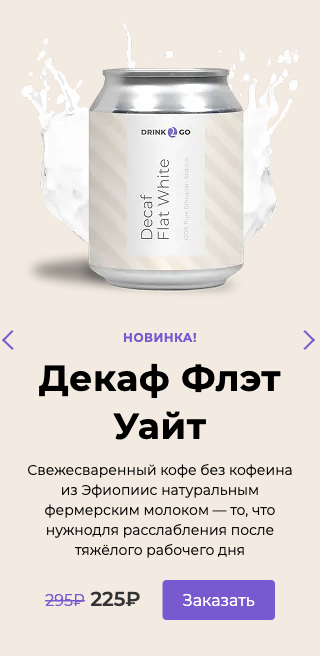 DRINK 2 GO
Decaf
Flat White
100% Pure Ethiopian Arabica
НОВИНКА!
Декаф Флэт
Уайт
Свежесваренный кофе без кофеина
из Эфиопиис натуральным
фермерским молоком — то, что
нужнодля расслабления после
тяжёлого рабочего дня
295₽ 225₽ Заказать